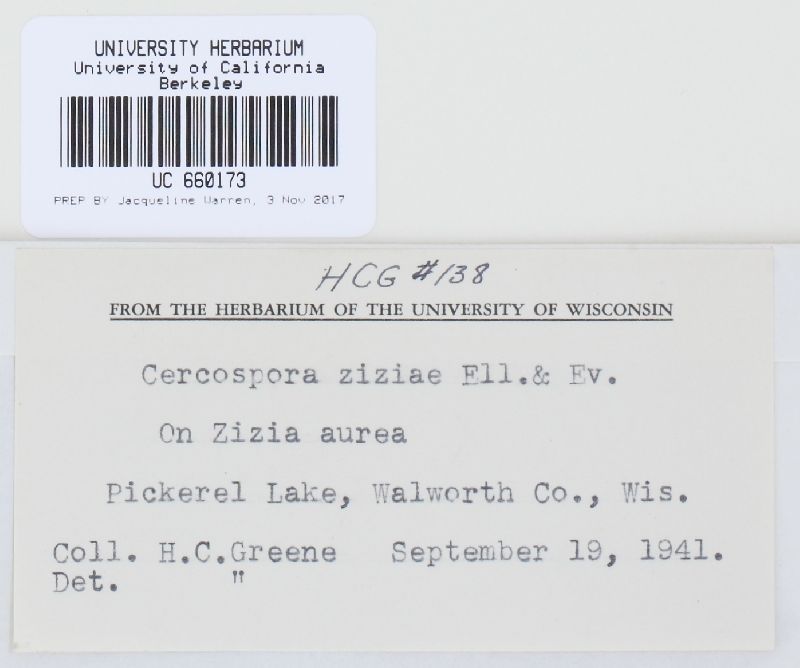 UNIVERSITY HERBARIUM
University of California
Berkeley
UC 660173
PREP BY Jacqueline Warren, 3 Nov 2017
HCG #138
FROM THE HERBARIUM OF THE UNIVERSITY OF WISCONSIN
Cercospora ziziae Ell.& Ev.
On Zizia aurea
Pickerel Lake, Walworth Co., Wis.
Coll. H.C.Greene September 19, 1941.
Det. "